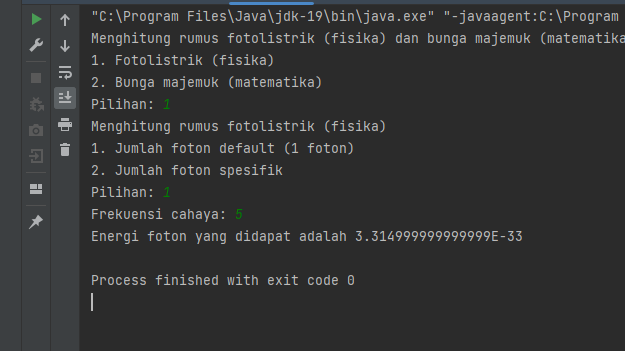 "C:\Program Files\Java\jdk-19\bin\java.exe" "-javaagent:C:\Program
Menghitung rumus fotolistrik (fisika) dan bunga majemuk (matematika
1. Fotolistrik (fisika)
2. Bunga majemuk (matematika)
Pilihan: 1
Menghitung rumus fotolistrik (fisika)
1. Jumlah foton default (1 foton)
2. Jumlah foton spesifik
Pilihan: 1
Frekuensi cahaya: 5
Energi foton yang didapat adalah 3.314999999999999E-33
Process finished with exit code 0